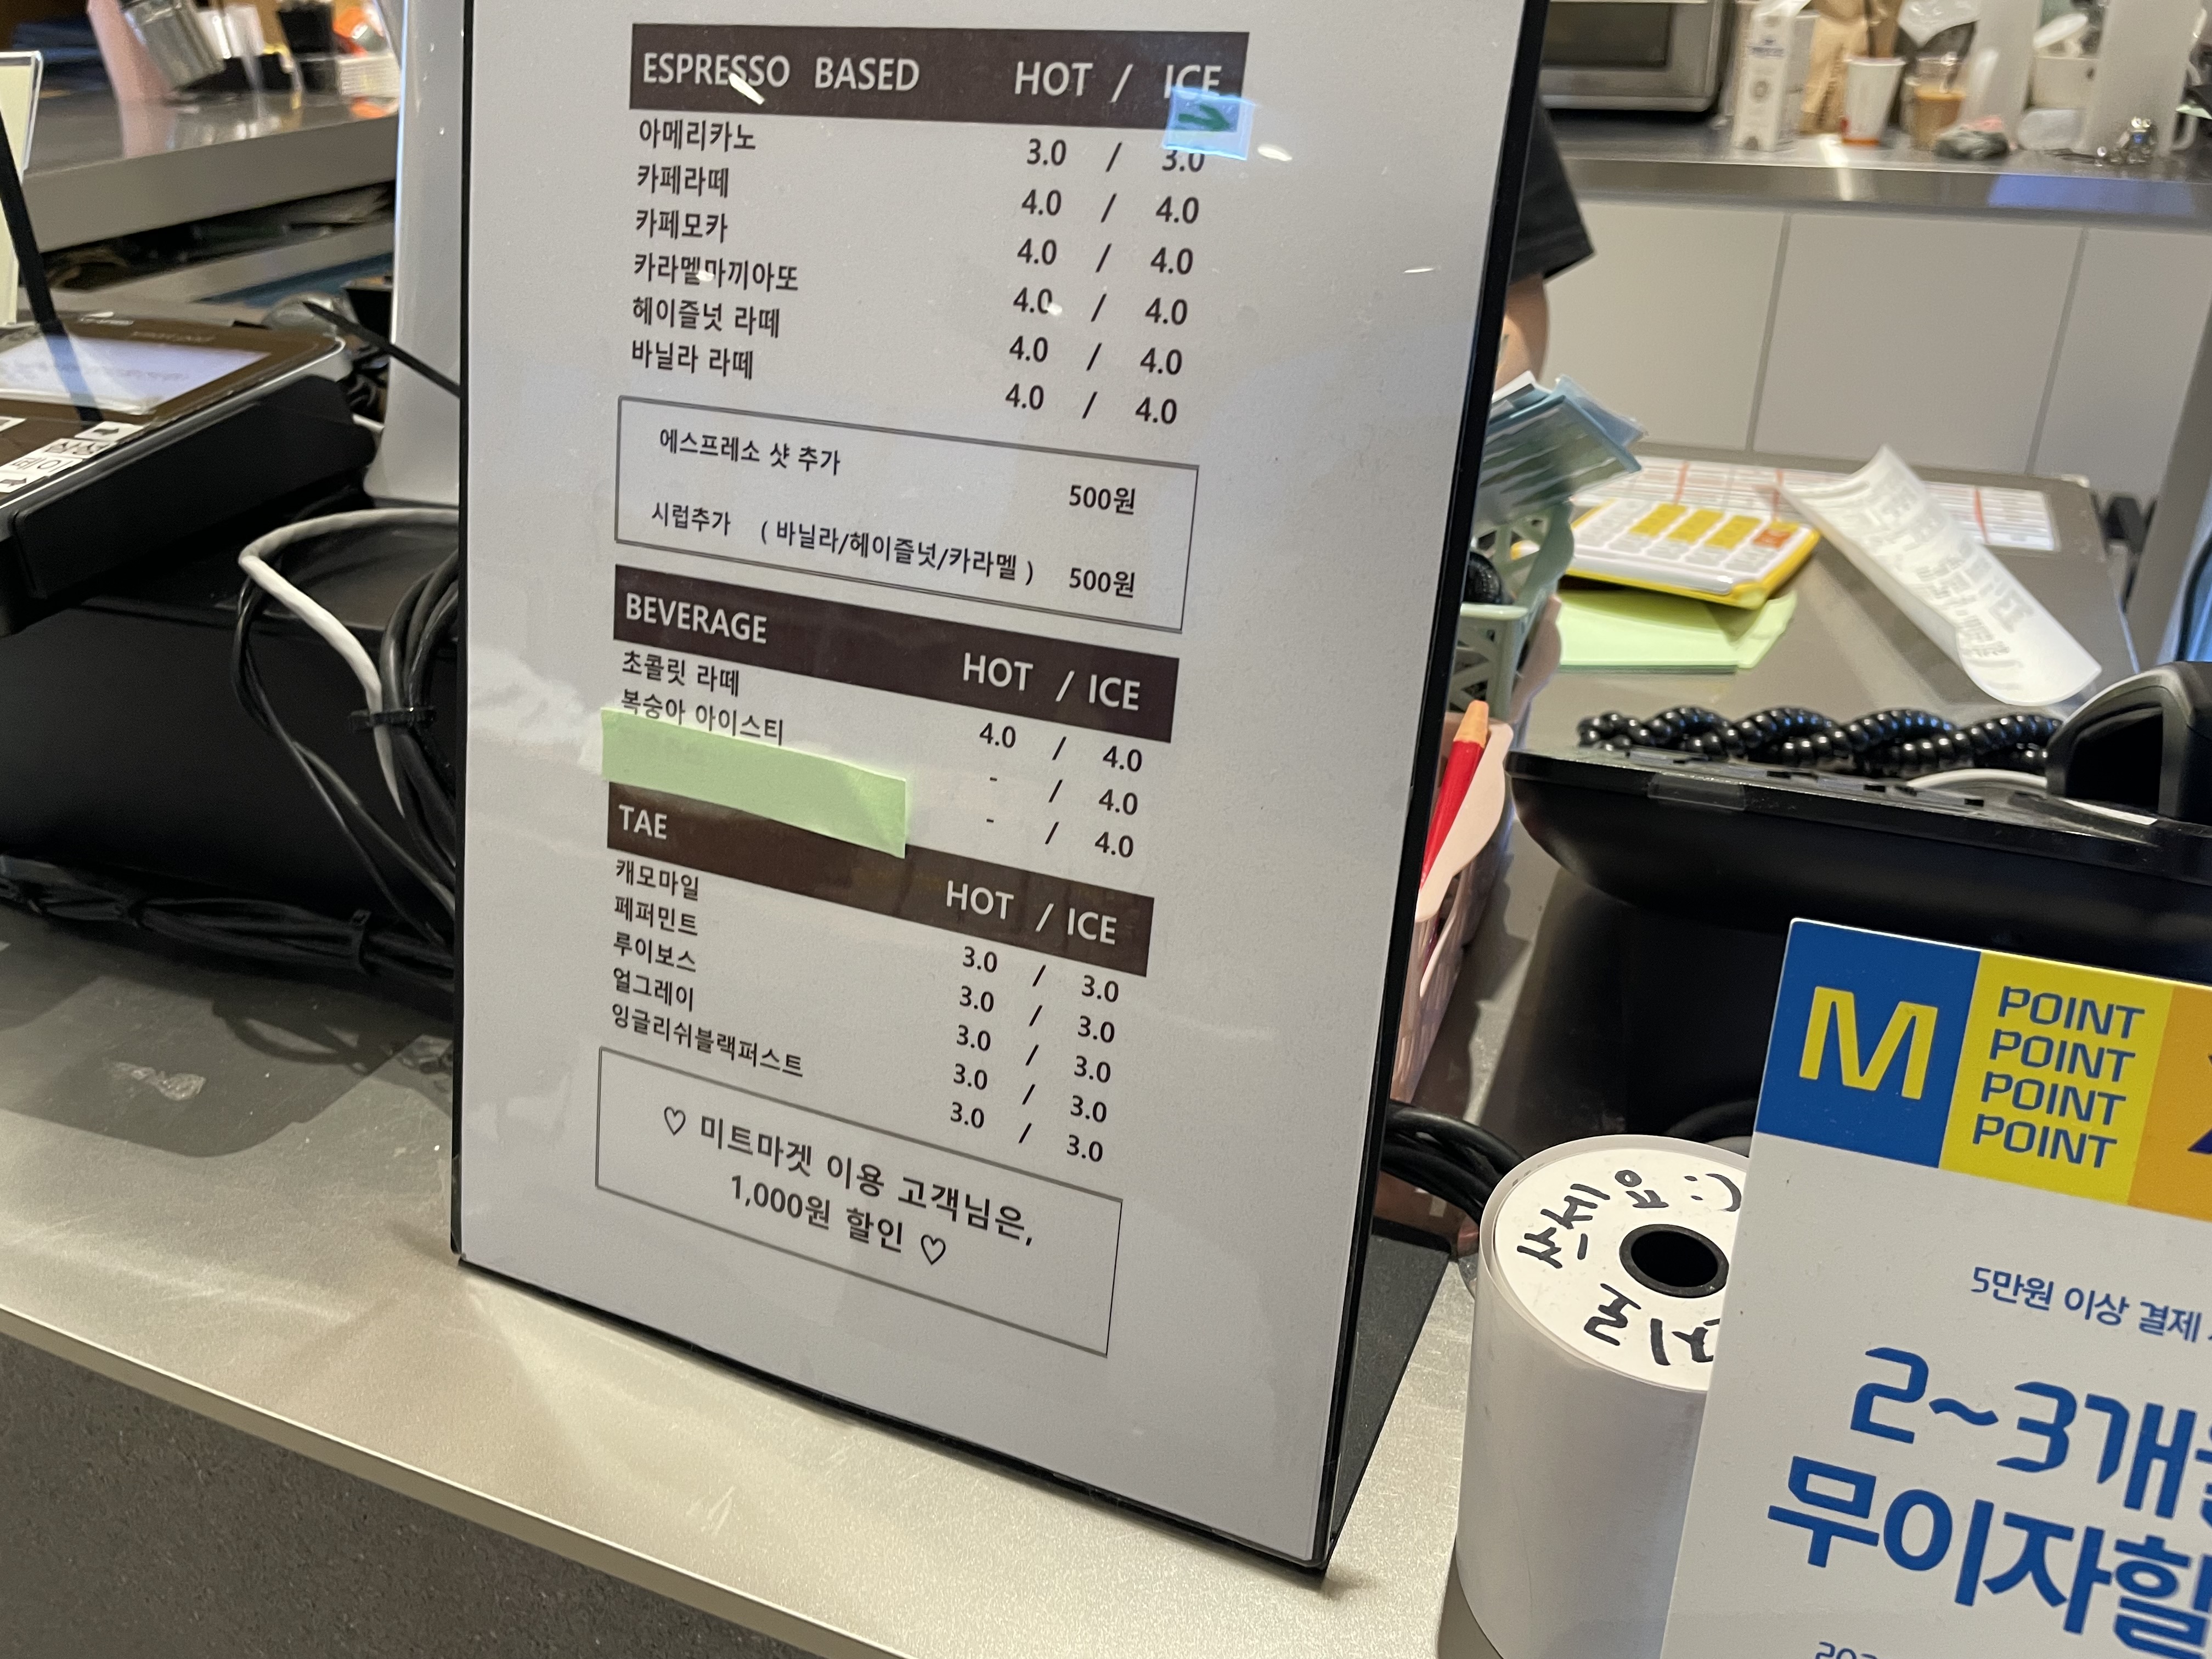 ESPRESSO BASED HOT / ICE
아메리카노 3.0 / 3.0
카페라떼 4.0 / 4.0
카페모카 4.0 / 4.0
카라멜마끼아또 4.0 / 4.0
헤이즐넛 라떼 4.0 / 4.0
바닐라 라떼 4.0 / 4.0
에스프레소 샷 추가 500원
시럽추가 ( 바닐라/헤이즐넛/카라멜 ) 500원
BEVERAGE HOT / ICE
초콜릿 라떼 4.0 / 4.0
복숭아 아이스티 - / 4.0
- / 4.0
TAE HOT / ICE
캐모마일 3.0 / 3.0
페퍼민트 3.0 / 3.0
루이보스 3.0 / 3.0
얼그레이 3.0 / 3.0
잉글리쉬블랙퍼스트 3.0 / 3.0
♡ 미트마켓 이용 고객님은,
1,000원 할인 ♡
M
POINT
POINT
POINT
POINT
5만원 이상 결제
2~3개월
무이자할